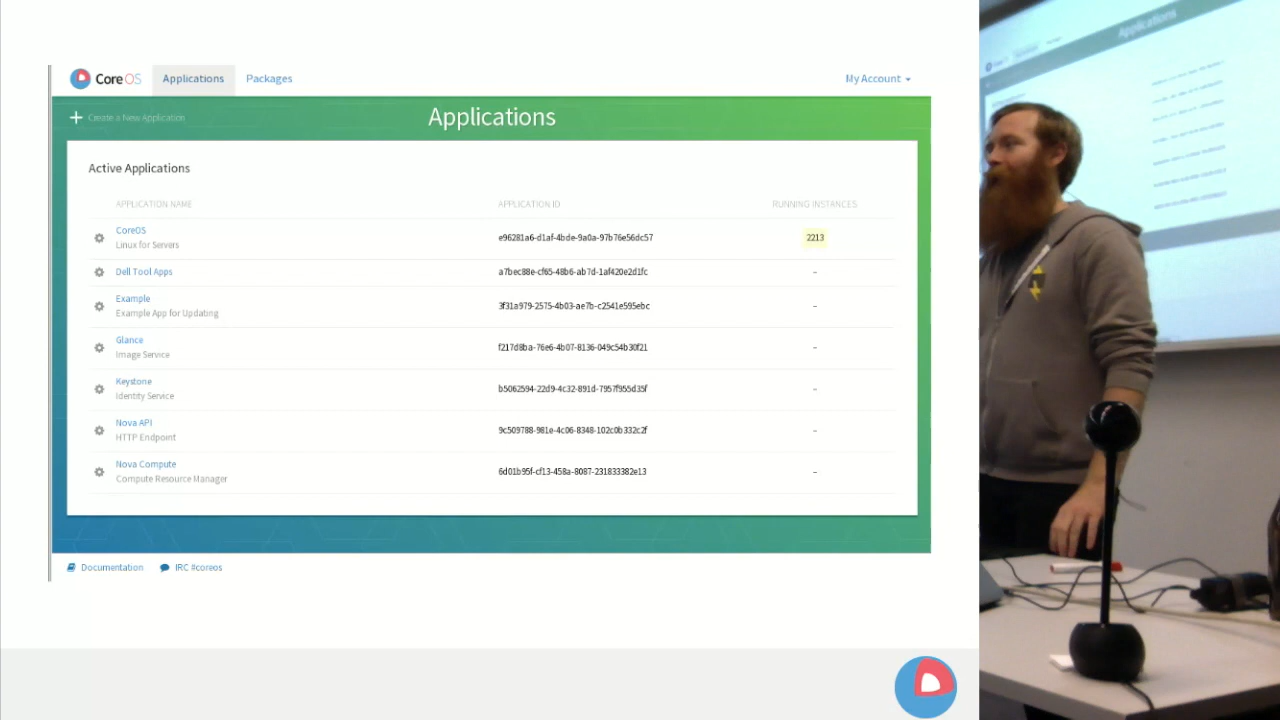 CoreOS Applications Packages My Account
Create a New Application
Applications
Active Applications
APPLICATION NAME APPLICATION ID RUNNING INSTANCES
CoreOS
Linux for Servers
e96281a6-d1af-4bde-9a0a-97b76e56dc57 2213
Dell Tool Apps a7bec88e-cf65-48b6-ab7d-1af420e2d1fc –
Example
Example App for Updating
3f31a979-2575-4b03-ae7b-c2541e595ebc –
Glance
Image Service
f217d8ba-76e6-4b07-8136-049c54b30f21 –
Keystone
Identity Service
b5062594-22d9-4c32-891d-7957f955d35f –
Nova API
HTTP Endpoint
9c509788-981e-4c06-8348-102c0b332c2f –
Nova Compute
Compute Resource Manager
6d01b95f-cf13-458a-8087-231833382e13 –
Documentation IRC #coreos
Applications